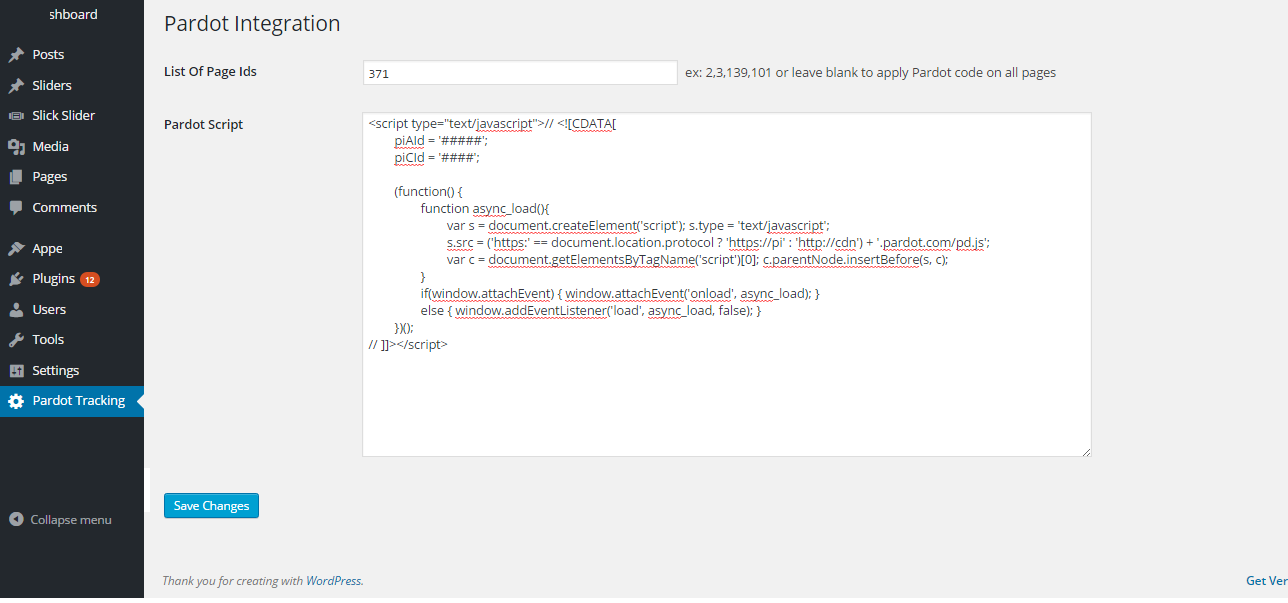 shboard
Posts
Sliders
Slick Slider
Media
Pages
Comments
Appe
Plugins 12
Users
Tools
Settings
Pardot Tracking
Collapse menu
Pardot Integration
List Of Page Ids
371
ex: 2,3,139,101 or leave blank to apply Pardot code on all pages
Pardot Script
<script type="text/javascript">// <![CDATA[
piAId = '#####';
piCId = '####';
(function() {
function async_load(){
var s = document.createElement('script'); s.type = 'text/javascript';
s.src = ('https:' == document.location.protocol ? 'https://pi' : 'http://cdn') + '.pardot.com/pd.js';
var c = document.getElementsByTagName('script')[0]; c.parentNode.insertBefore(s, c);
}
if(window.attachEvent) { window.attachEvent('onload', async_load); }
else { window.addEventListener('load', async_load, false); }
})();
// ]]></script>
Save Changes
Thank you for creating with WordPress.
Get Ver